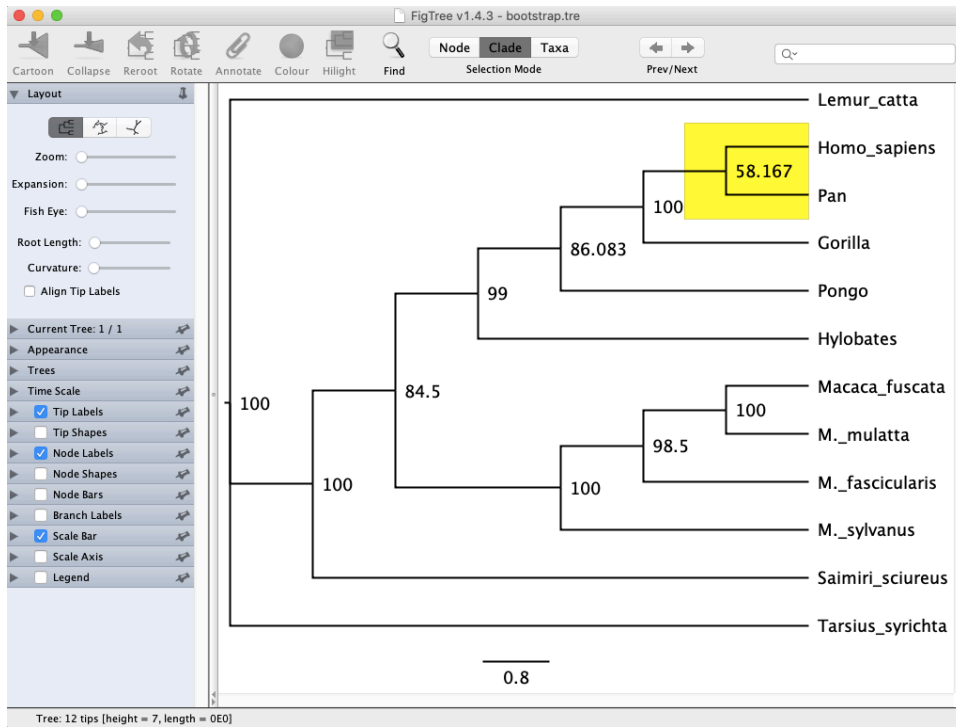 FigTree v1.4.3 - bootstrap.tre
Cartoon Collapse Reroot Rotate Annotate Colour Hilight Find
Node Clade Taxa
Selection Mode
Prev/Next
Layout
Zoom:
Expansion:
Fish Eye:
Root Length:
Curvature:
Align Tip Labels
Current Tree: 1 / 1
Appearance
Trees
Time Scale
Tip Labels
Tip Shapes
Node Labels
Node Shapes
Node Bars
Branch Labels
Scale Bar
Scale Axis
Legend
Lemur_catta
Homo_sapiens
58.167
Pan
100
Gorilla
86.083
Pongo
99
Hylobates
84.5
Macaca_fuscata
100
100
M._mulatta
98.5
M._fascicularis
100
100
M._sylvanus
Saimiri_sciureus
Tarsius_syrichta
0.8
Tree: 12 tips [height = 7, length = 0E0]